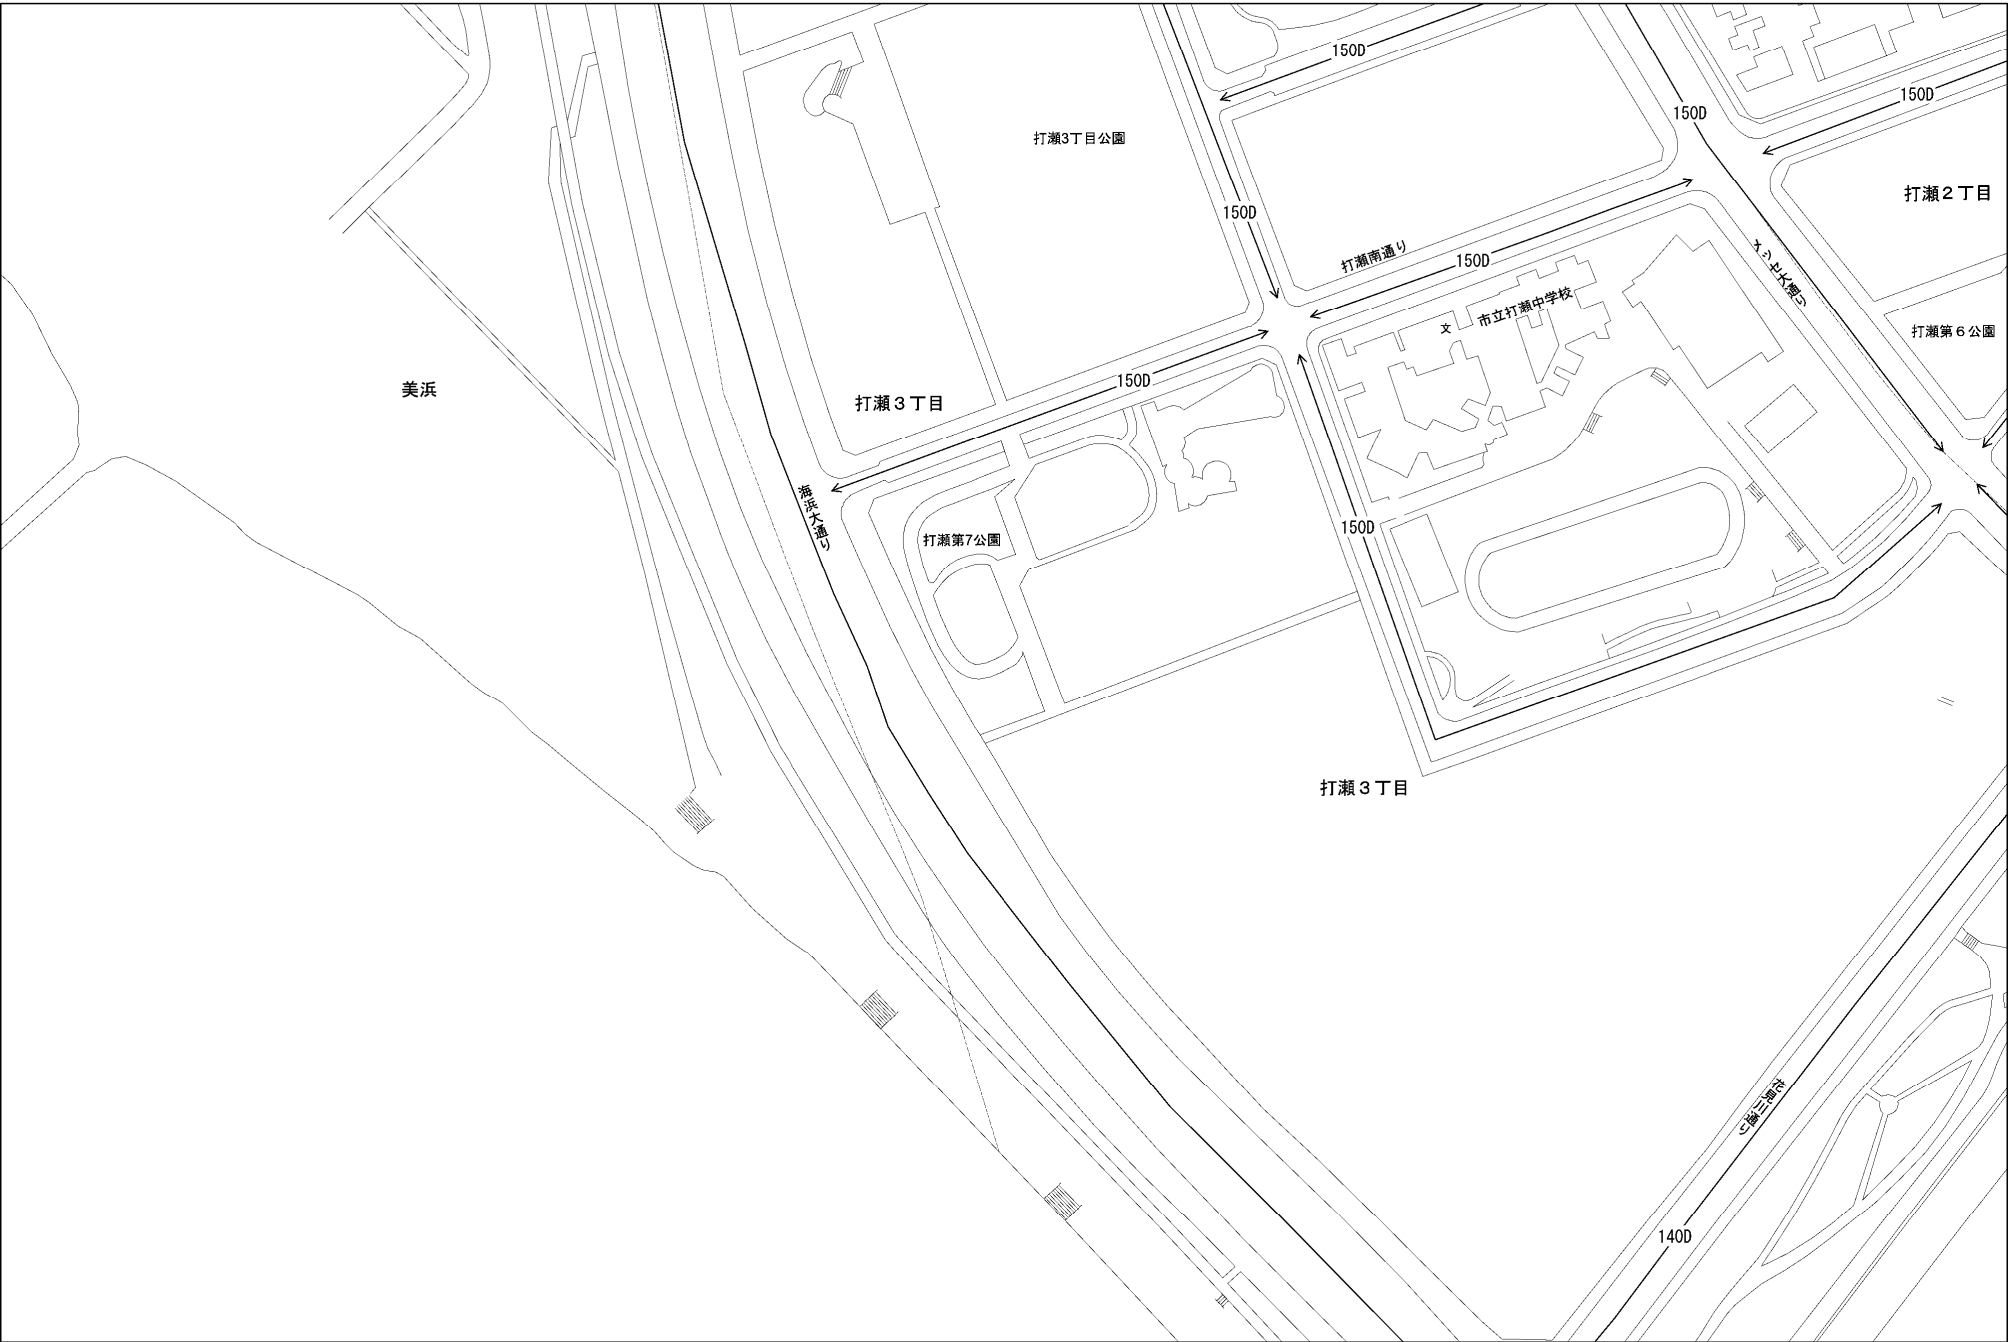 150D
150D
150D
打瀬3丁目公園
打瀬２丁目
150D
打瀬南通り
150D
メッセ大通り
市立打瀬中学校
文
打瀬第６公園
150D
美浜
打瀬３丁目
海浜大通り
150D
打瀬第7公園
打瀬３丁目
花見川通り
140D